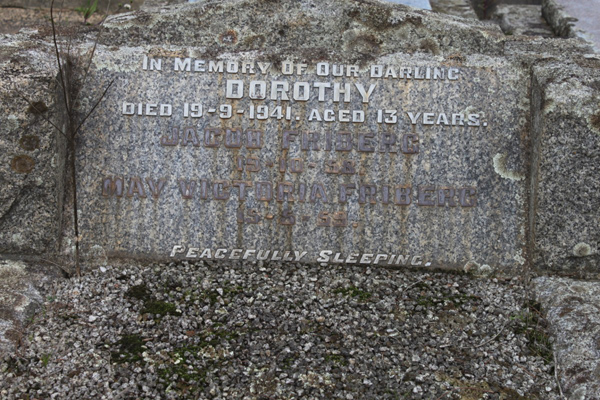 In Memory Of Our Darling
DOROTHY
DIED 19-9-1941. AGED 13 YEARS.
JACOB FRIBERG
MAY VICTORIA FRIBERG
Peacefully Sleeping.